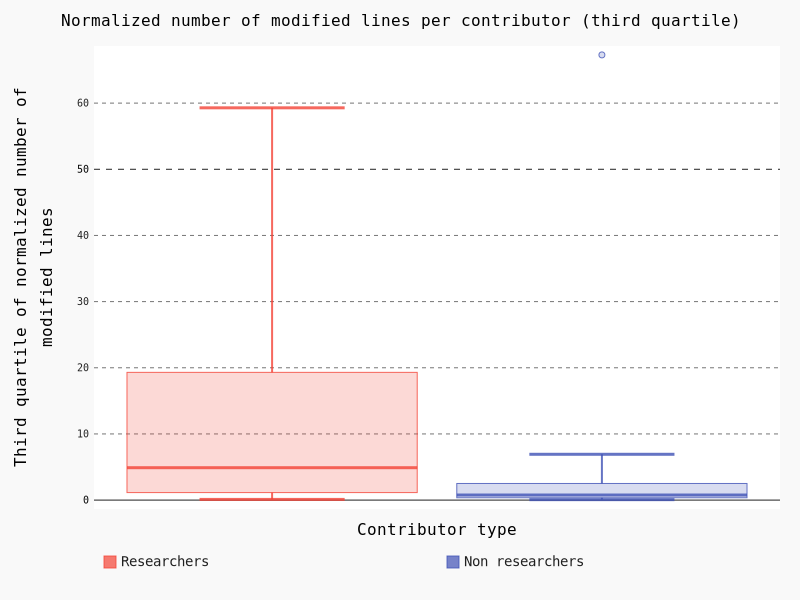 Normalized number of modified lines per contributor (third quartile)
Third quartile of normalized number of
modified lines
60
50
40
30
20
10
0
Contributor type
Researchers
Non researchers